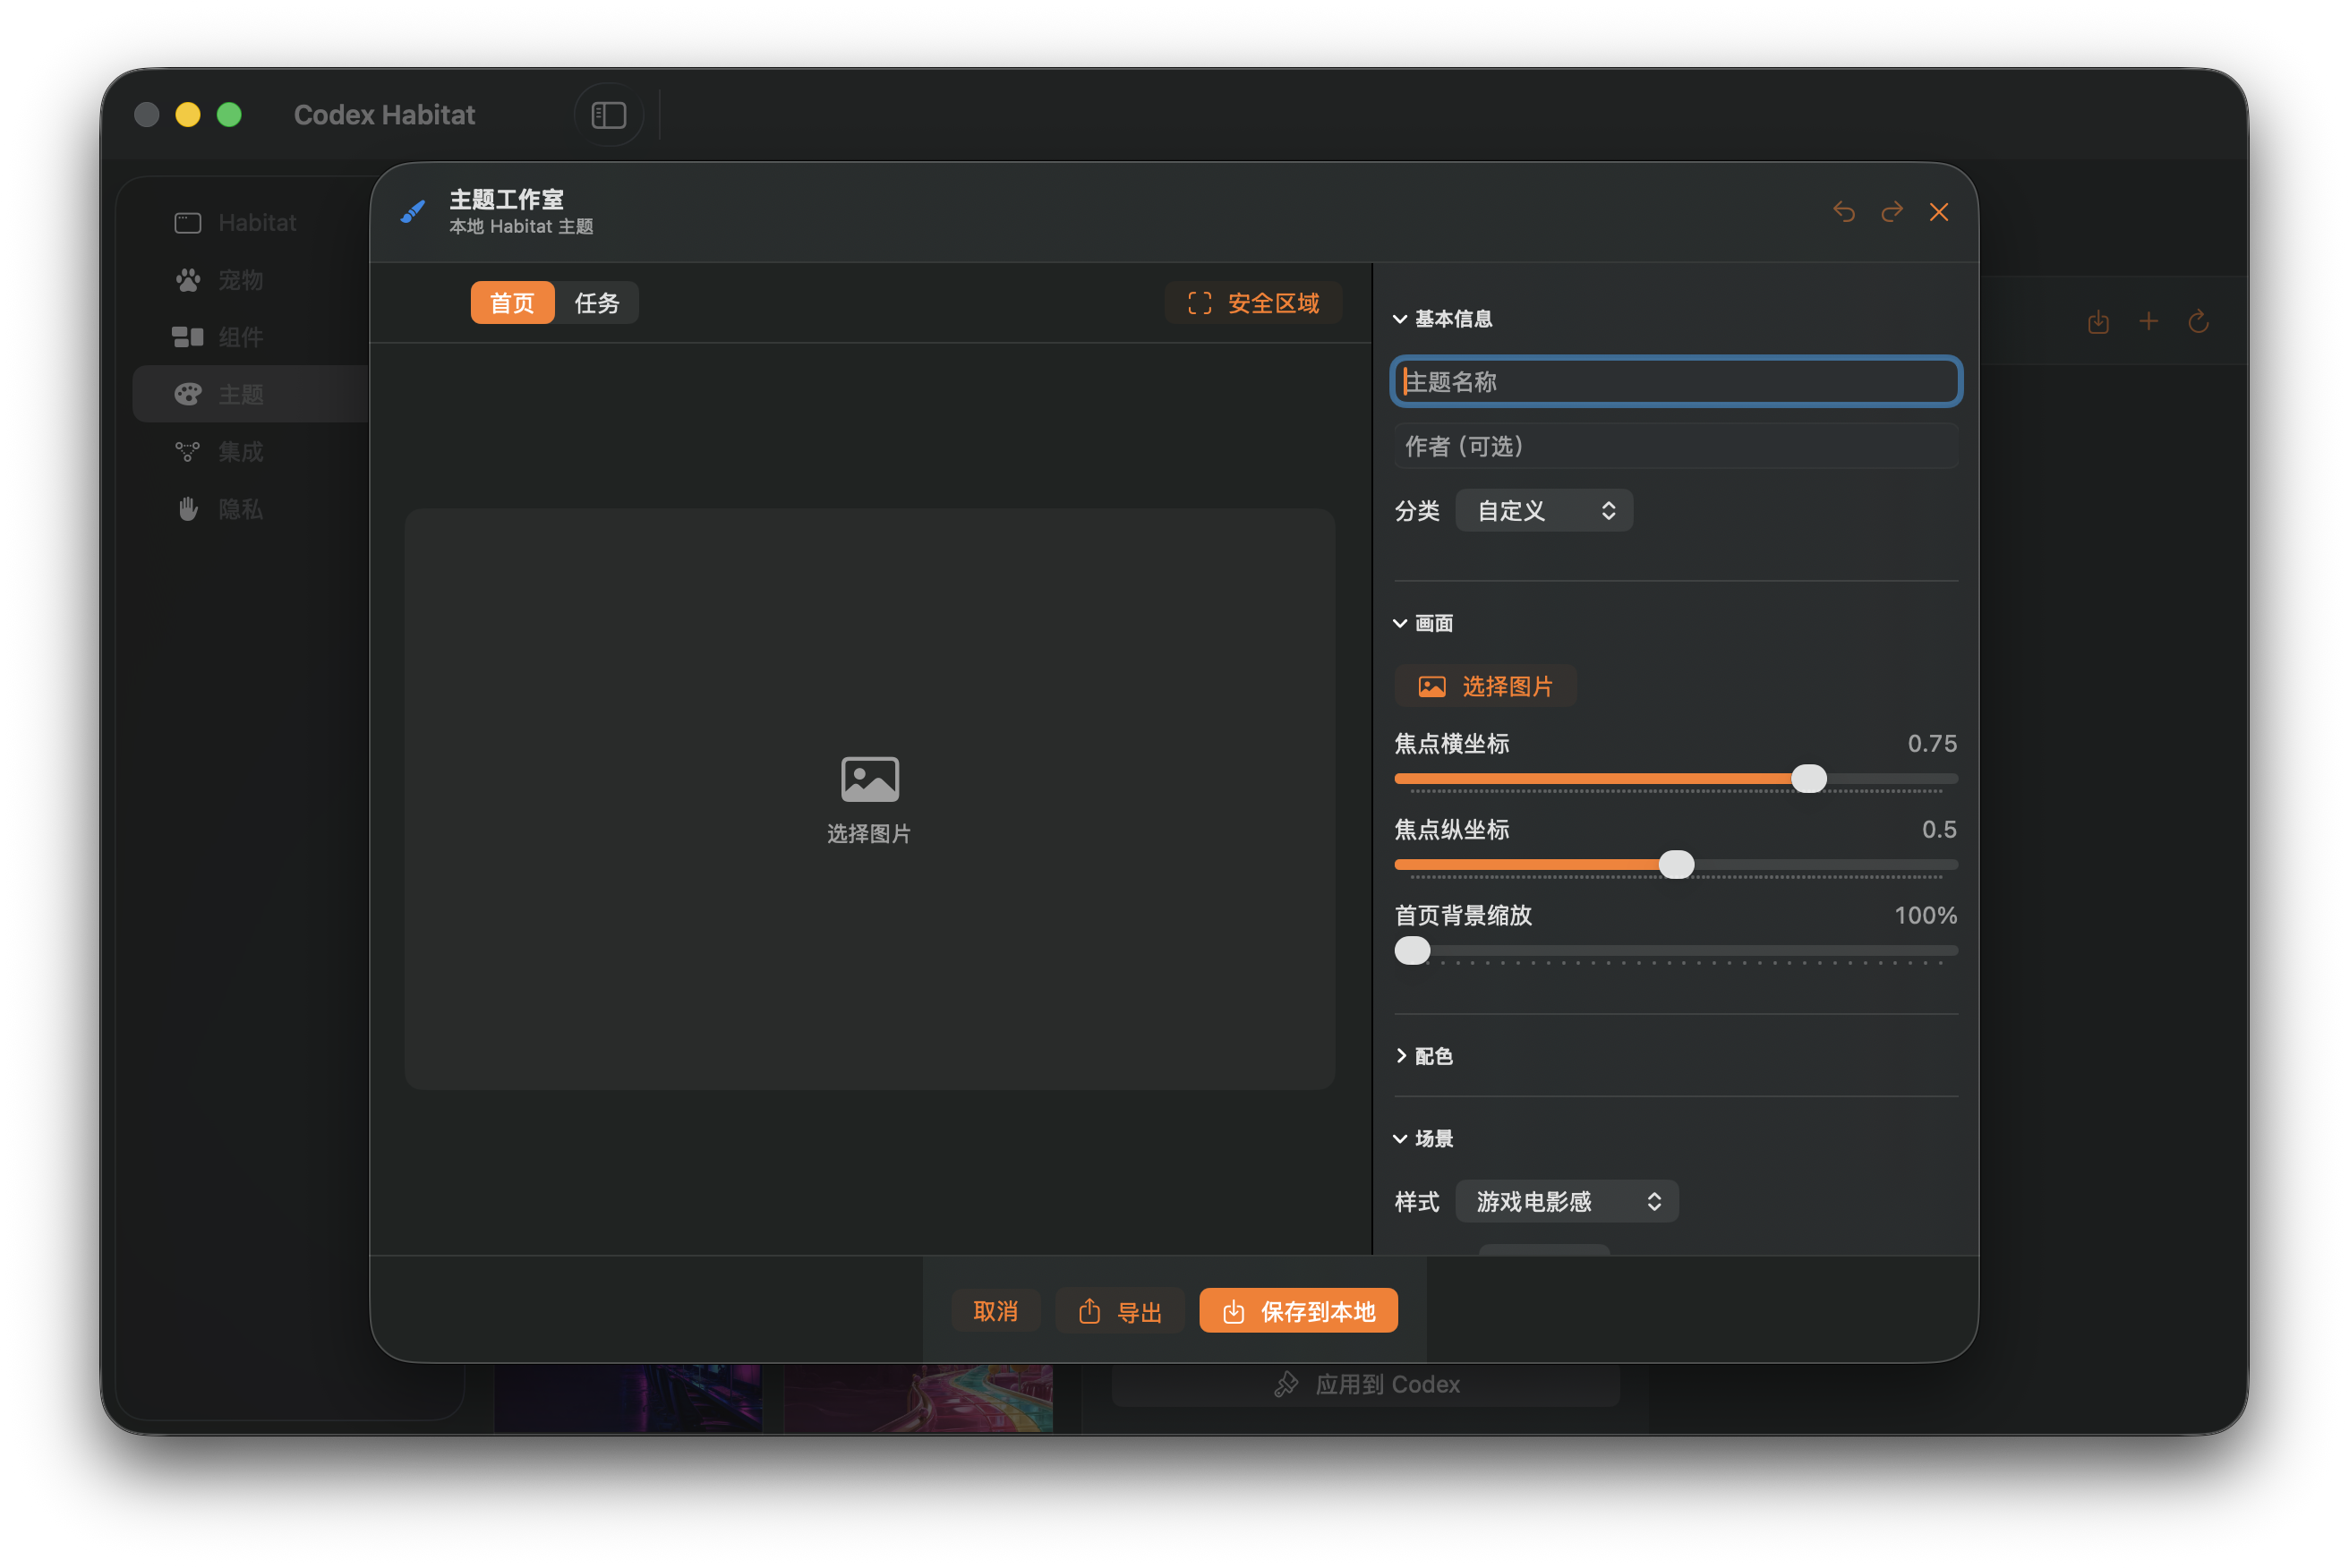 Codex Habitat
Habitat
宠物
组件
主题
集成
隐私
主题工作室
本地 Habitat 主题
首页
任务
安全区域
选择图片
基本信息
主题名称
作者 (可选)
分类
自定义
画面
选择图片
焦点横坐标
0.75
焦点纵坐标
0.5
首页背景缩放
100%
配色
场景
样式
游戏电影感
取消
导出
保存到本地
应用到 Codex